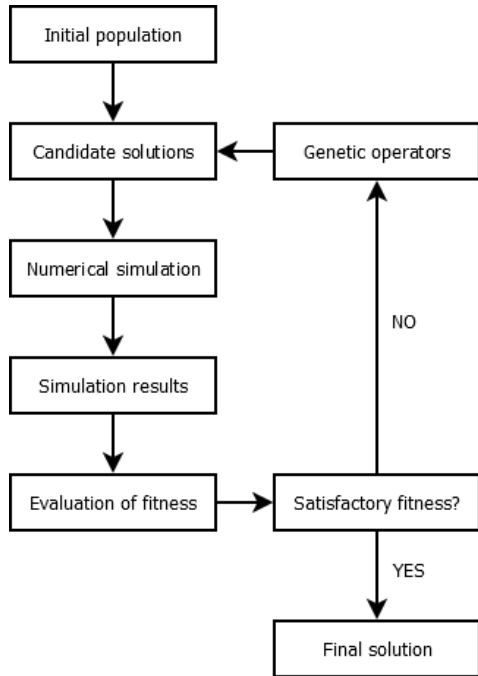 Initial population
Candidate solutions
Genetic operators
Numerical simulation
NO
Simulation results
Evaluation of fitness
Satisfactory fitness?
YES
Final solution